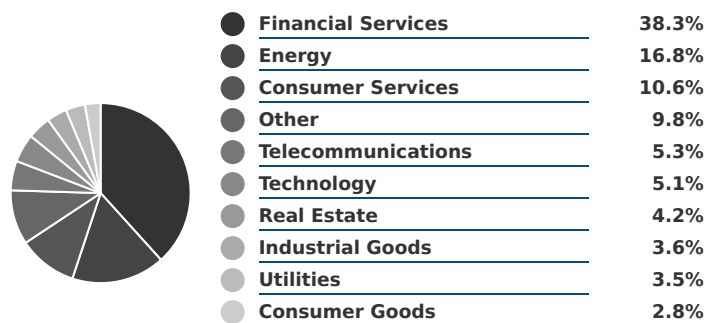 Financial Services 38.3%
Energy 16.8%
Consumer Services 10.6%
Other 9.8%
Telecommunications 5.3%
Technology 5.1%
Real Estate 4.2%
Industrial Goods 3.6%
Utilities 3.5%
Consumer Goods 2.8%